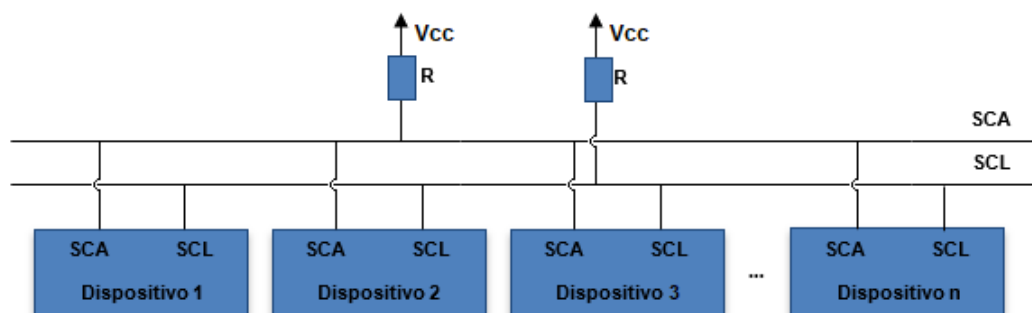 Vcc Vcc
R R
SCA
SCL
SCA SCL SCA SCL SCA SCL SCA SCL
...
Dispositivo 1 Dispositivo 2 Dispositivo 3 Dispositivo n